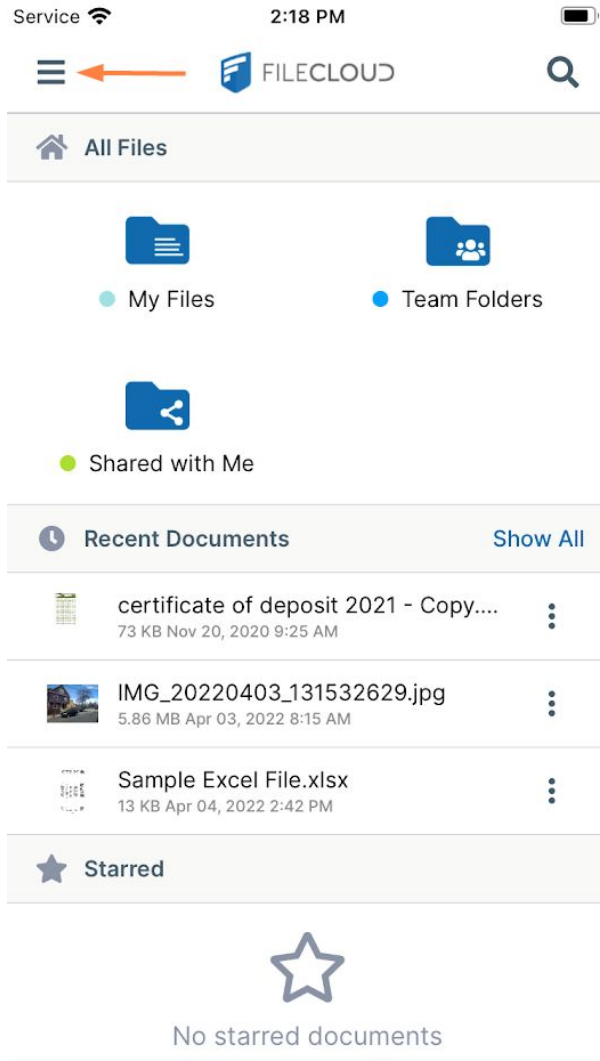 Service 2:18 PM
FILECLOUD
All Files
My Files
Team Folders
Shared with Me
Recent Documents Show All
certificate of deposit 2021 - Copy....
73 KB Nov 20, 2020 9:25 AM
IMG_20220403_131532629.jpg
5.86 MB Apr 03, 2022 8:15 AM
Sample Excel File.xlsx
13 KB Apr 04, 2022 2:42 PM
Starred
No starred documents